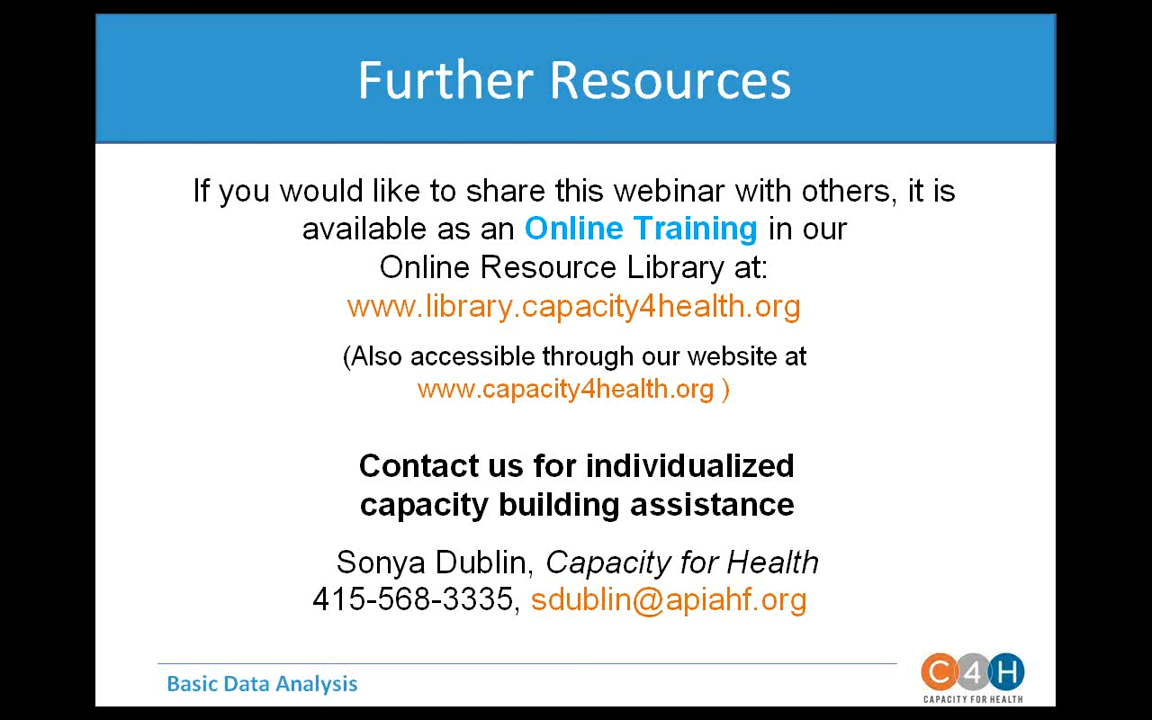 Further Resources
If you would like to share this webinar with others, it is
available as an Online Training in our
Online Resource Library at:
www.library.capacity4health.org
(Also accessible through our website at
www.capacity4health.org )
Contact us for individualized
capacity building assistance
Sonya Dublin, Capacity for Health
415-568-3335, sdublin@apiahf.org
Basic Data Analysis
C4H
CAPACITY FOR HEALTH